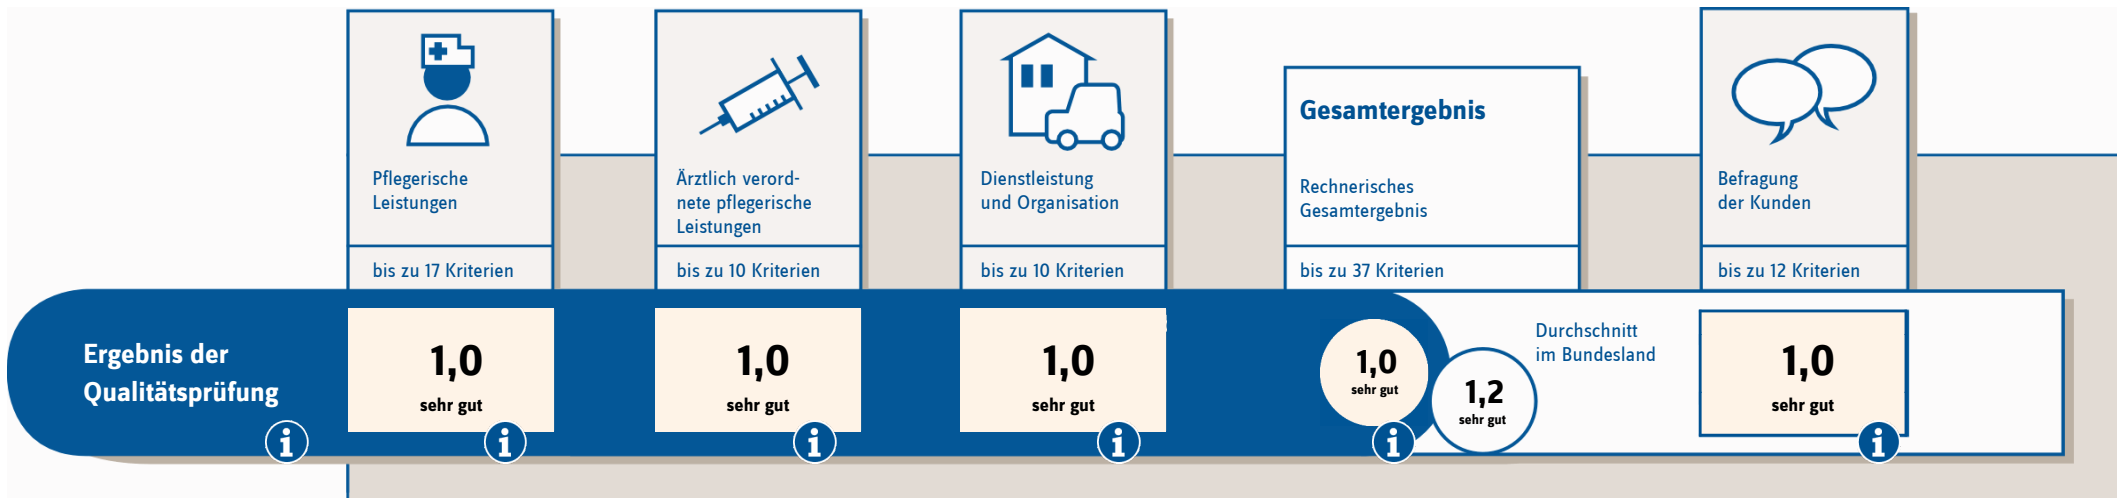 Pflegerische
Leistungen
bis zu 17 Kriterien
Ärztlich verord-
nete pflegerische
Leistungen
bis zu 10 Kriterien
Dienstleistung
und Organisation
bis zu 10 Kriterien
Gesamtergebnis
Rechnerisches
Gesamtergebnis
bis zu 37 Kriterien
Befragung
der Kunden
bis zu 12 Kriterien
Ergebnis der
Qualitätsprüfung
i
1,0
sehr gut
i
1,0
sehr gut
i
1,0
sehr gut
i
1,0
sehr gut
i
1,2
sehr gut
Durchschnitt
im Bundesland
1,0
sehr gut
i